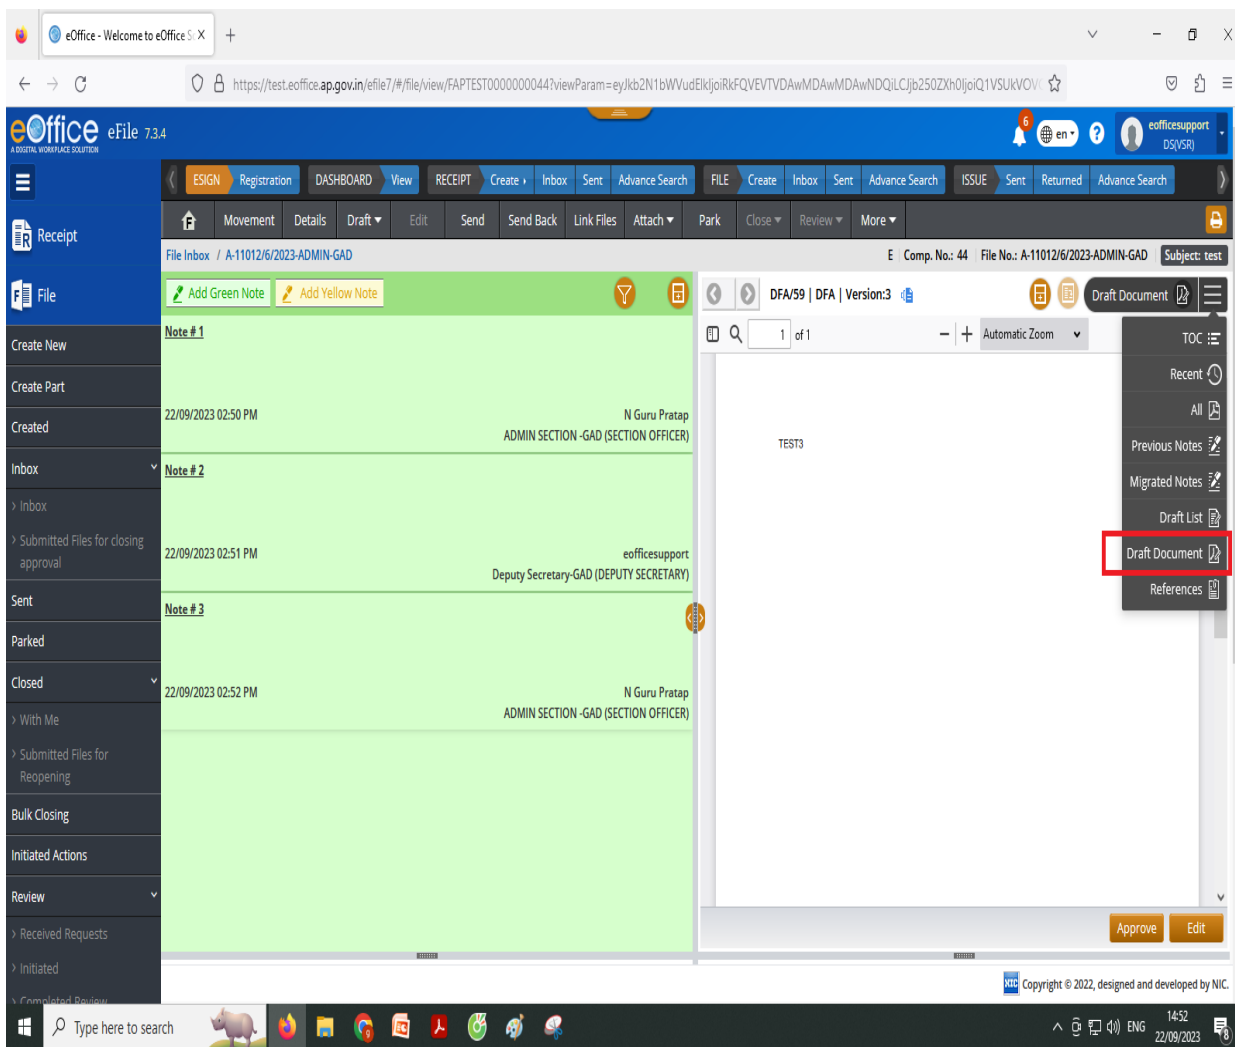 eOffice - Welcome to eOffice S
https://test.eoffice.ap.gov.in/efile7/#/file/view/FAPTEST0000000044?viewParam=
eOffice eFile 7.3.4
A DIGITAL WORKPLACE SOLUTION
6
en
?
eofficesupport
DS(VSR)
ESIGN Registration DASHBOARD View RECEIPT Create Inbox Sent Advance Search FILE Create Inbox Sent Advance Search ISSUE Sent Returned Advance Search
Movement Details Draft Edit Send Send Back Link Files Attach Park Close Review More
File Inbox / A-11012/6/2023-ADMIN-GAD
E Comp. No.: 44 File No.: A-11012/6/2023-ADMIN-GAD Subject: test
Receipt
File
Create New
Create Part
Created
Inbox
> Inbox
> Submitted Files for closing
approval
Sent
Parked
Closed
> With Me
> Submitted Files for
Reopening
Bulk Closing
Initiated Actions
Review
> Received Requests
> Initiated
> Completed Review
Add Green Note Add Yellow Note
Note # 1
22/09/2023 02:50 PM N Guru Pratap
ADMIN SECTION -GAD (SECTION OFFICER)
Note # 2
22/09/2023 02:51 PM eofficesupport
Deputy Secretary-GAD (DEPUTY SECRETARY)
Note # 3
22/09/2023 02:52 PM N Guru Pratap
ADMIN SECTION -GAD (SECTION OFFICER)
DFA/59 | DFA | Version:3
Draft Document
1 of 1
Automatic Zoom
TEST3
TOC
Recent
All
Previous Notes
Migrated Notes
Draft List
Draft Document
References
Approve Edit
NIC Copyright © 2022, designed and developed by NIC.
Type here to search
ENG
14:52
22/09/2023
8